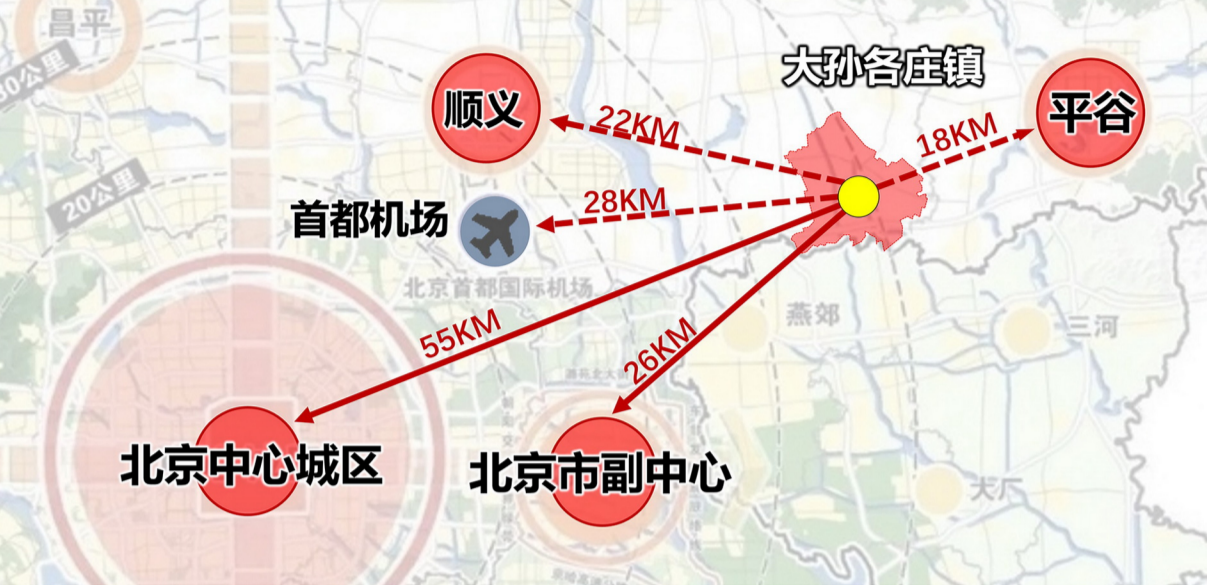 昌平
30公里
大孙各庄镇
顺义
22KM
18KM
平谷
20公里
28KM
首都机场
北京首都国际机场
燕郊
三河
55KM
26KM
北京中心城区
北京市副中心
大厂